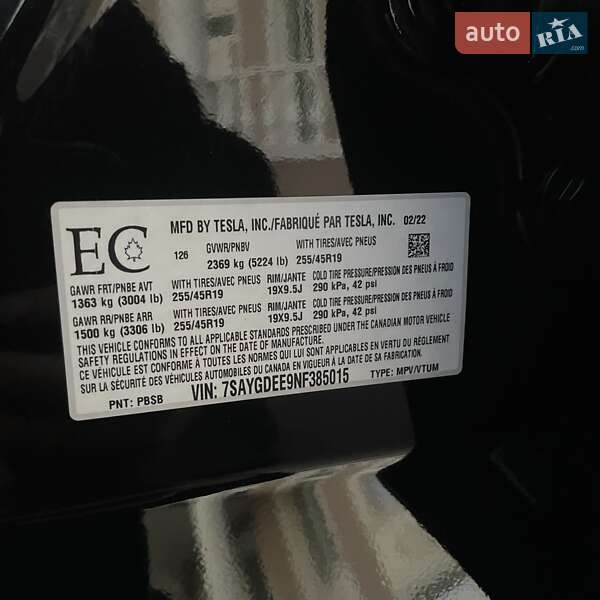 auto RIA .com
EC
MFD BY TESLA, INC./FABRIQUÉ PAR TESLA, INC. 02/22
126 GVWR/PNBV WITH TIRES/AVEC PNEUS
2369 kg (5224 lb) 255/45R19
GAWR FRT/PNBE AVT WITH TIRES/AVEC PNEUS RIM/JANTE COLD TIRE PRESSURE/PRESSION DES PNEUS À FROID
1363 kg (3004 lb) 255/45R19 19X9.5J 290 kPa, 42 psi
GAWR RR/PNBE ARR WITH TIRES/AVEC PNEUS RIM/JANTE COLD TIRE PRESSURE/PRESSION DES PNEUS À FROID
1500 kg (3306 lb) 255/45R19 19X9.5J 290 kPa, 42 psi
THIS VEHICLE CONFORMS TO ALL APPLICABLE STANDARDS PRESCRIBED UNDER THE CANADIAN MOTOR VEHICLE
SAFETY REGULATIONS IN EFFECT ON THE DATE OF MANUFACTURE
CE VÉHICULE EST CONFORME À TOUTES LES NORMES QUI LUI SONT APPLICABLES EN VERTU DU RÈGLEMENT SUR LA
SÉCURITÉ DES VÉHICULES AUTOMOBILES DU CANADA EN VIGUEUR À LA DATE DE SA FABRICATION.
PNT: PBSB VIN: 7SAYGDEE9NF385015 TYPE: MPV/VTUM